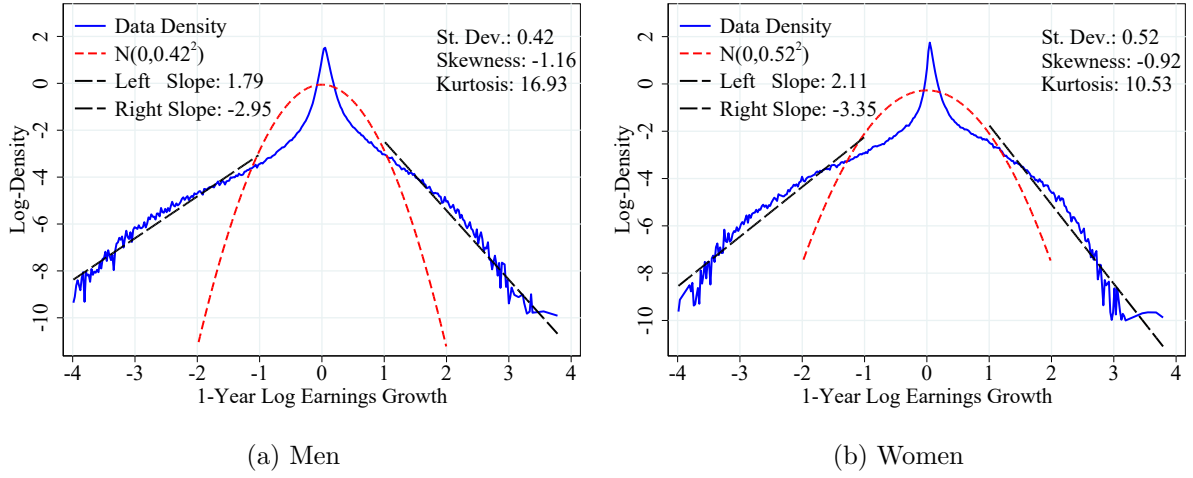 Data Density
N(0,0.42²)
Left Slope: 1.79
Right Slope: -2.95
St. Dev.: 0.42
Skewness: -1.16
Kurtosis: 16.93
Log-Density
2
0
-2
-4
-6
-8
-10
-4 -3 -2 -1 0 1 2 3 4
1-Year Log Earnings Growth
(a) Men
Data Density
N(0,0.52²)
Left Slope: 2.11
Right Slope: -3.35
St. Dev.: 0.52
Skewness: -0.92
Kurtosis: 10.53
Log-Density
2
0
-2
-4
-6
-8
-10
-4 -3 -2 -1 0 1 2 3 4
1-Year Log Earnings Growth
(b) Women